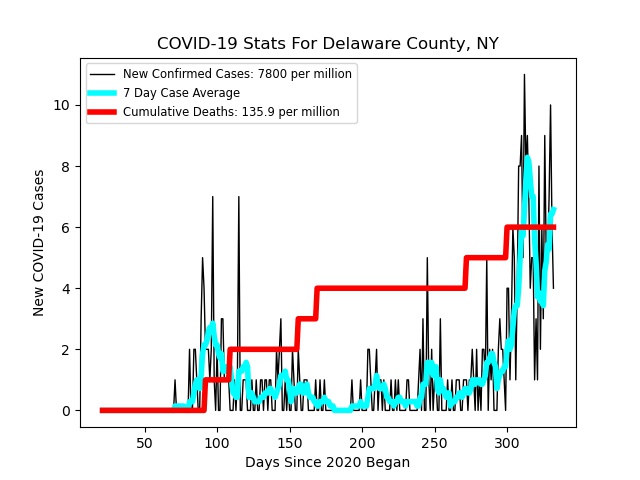 COVID-19 Stats For Delaware County, NY
New Confirmed Cases: 7800 per million
7 Day Case Average
Cumulative Deaths: 135.9 per million
New COVID-19 Cases
10
8
6
4
2
0
50 100 150 200 250 300
Days Since 2020 Began